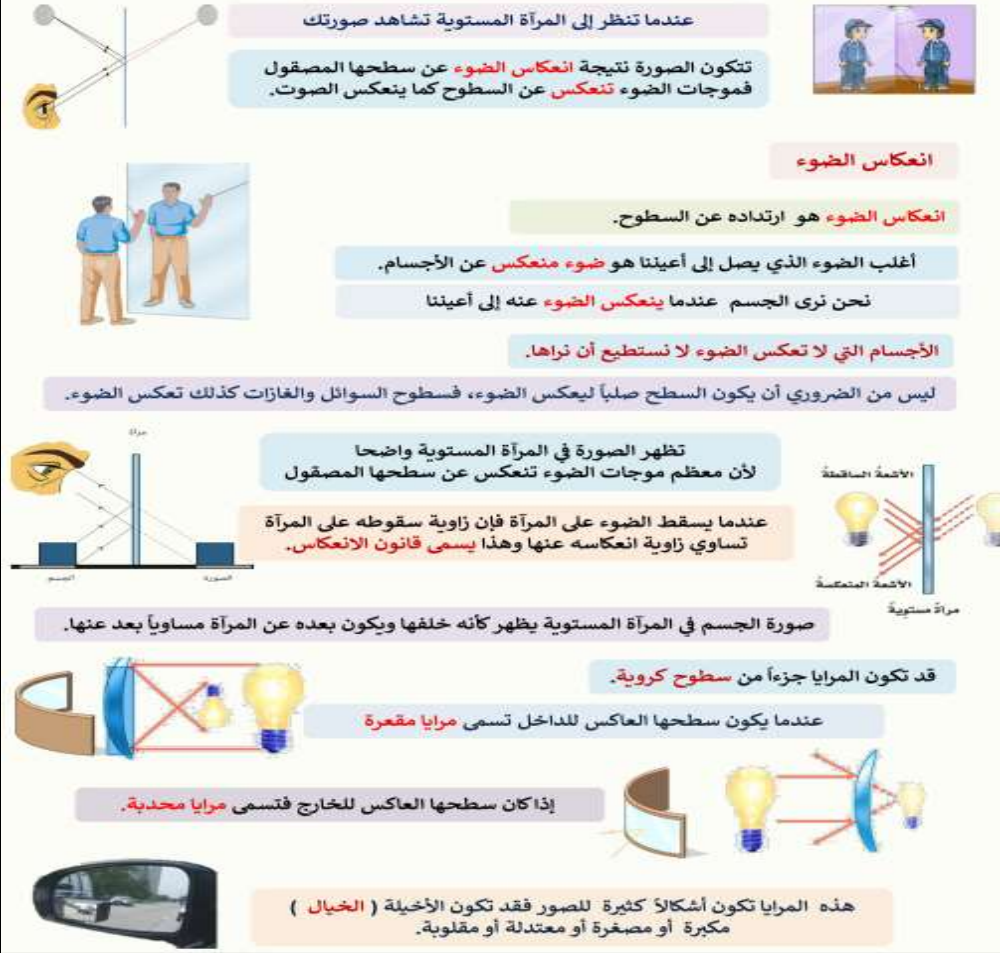 عندما تنظر إلى المرآة المستوية تشاهد صورتك
تتكون الصورة نتيجة انعكاس الضوء عن سطحها المصقول
فموجات الضوء تنعكس عن السطوح كما ينعكس الصوت.
انعكاس الضوء
انعكاس الضوء هو ارتداده عن السطوح.
أغلب الضوء الذي يصل إلى أعيننا هو ضوء منعكس عن الأجسام.
نحن نرى الجسم عندما ينعكس الضوء عنه إلى أعيننا
الأجسام التي لا تعكس الضوء لا نستطيع أن نراها.
ليس من الضروري أن يكون السطح صلباً ليعكس الضوء، فسطوح السوائل والغازات كذلك تعكس الضوء.
مرآة
تظهر الصورة في المرآة المستوية واضحا
لأن معظم موجات الضوء تنعكس عن سطحها المصقول
الأشعةُ الساقطةُ
عندما يسقط الضوء على المرآة فإن زاوية سقوطه على المرآة
تساوي زاوية انعكاسه عنها وهذا يسمى قانون الانعكاس.
الصورة
الجسم
الأشعةُ المنعكسةُ
مرآةٌ مستويةٌ
صورة الجسم في المرآة المستوية يظهر كأنه خلفها ويكون بعده عن المرآة مساوياً بعد عنها.
قد تكون المرايا جزءاً من سطوح كروية.
عندما يكون سطحها العاكس للداخل تسمى مرايا مقعرة
إذا كان سطحها العاكس للخارج فتسمى مرايا محدبة.
هذه المرايا تكون أشكالاً كثيرة للصور فقد تكون الأخيلة ( الخيال )
مكبرة أو مصغرة أو معتدلة أو مقلوبة.